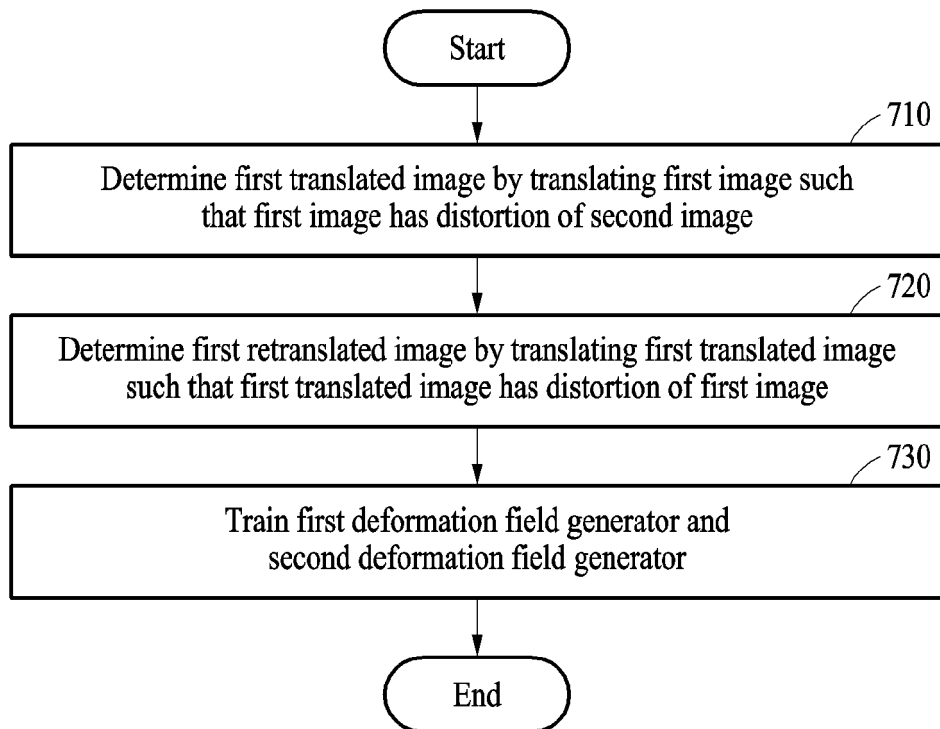 Start
710
Determine first translated image by translating first image such
that first image has distortion of second image
720
Determine first retranslated image by translating first translated image
such that first translated image has distortion of first image
730
Train first deformation field generator and
second deformation field generator
End